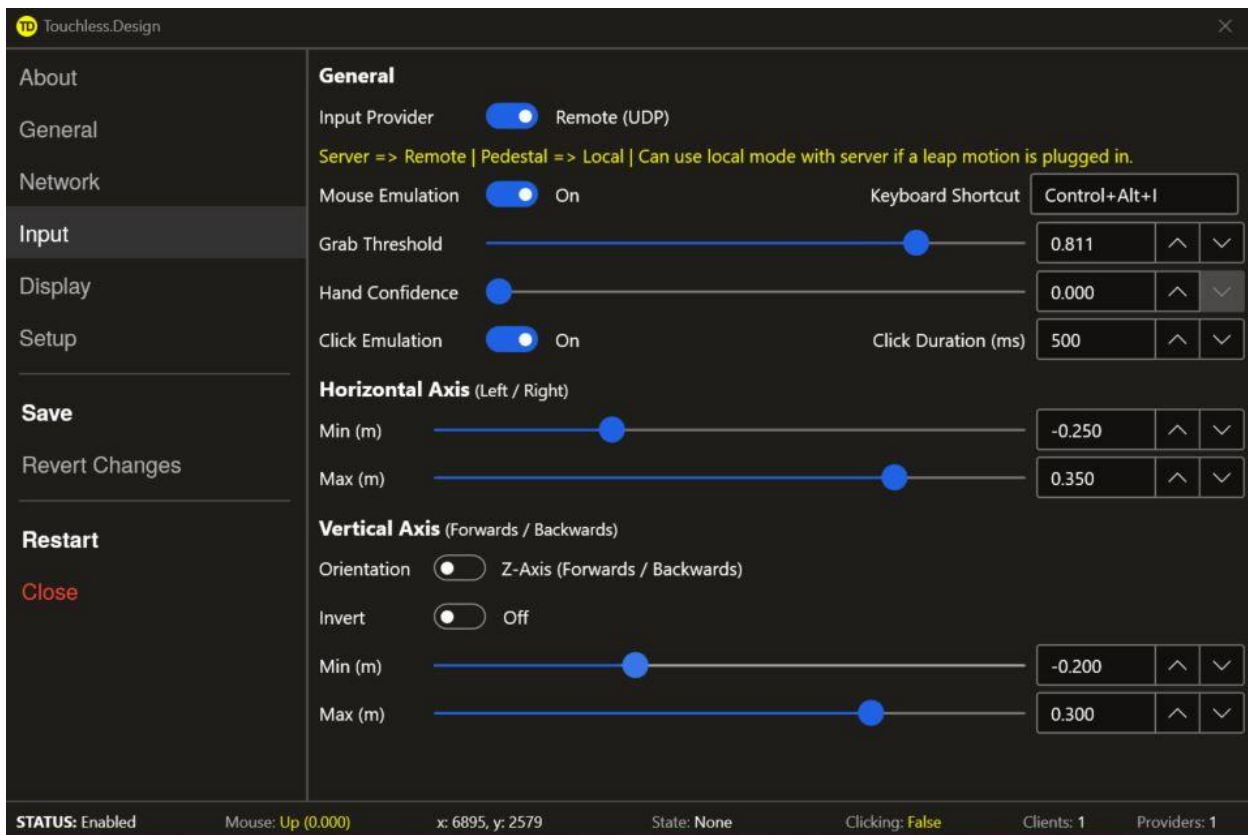 TD Touchless.Design
About
General
Network
Input
Display
Setup
Save
Revert Changes
Restart
Close
General
Input Provider Remote (UDP)
Server => Remote | Pedestal => Local | Can use local mode with server if a leap motion is plugged in.
Mouse Emulation On Keyboard Shortcut Control+Alt+I
Grab Threshold 0.811
Hand Confidence 0.000
Click Emulation On Click Duration (ms) 500
Horizontal Axis (Left / Right)
Min (m) -0.250
Max (m) 0.350
Vertical Axis (Forwards / Backwards)
Orientation Z-Axis (Forwards / Backwards)
Invert Off
Min (m) -0.200
Max (m) 0.300
STATUS: Enabled Mouse: Up (0.000) x: 6895, y: 2579 State: None Clicking: False Clients: 1 Providers: 1